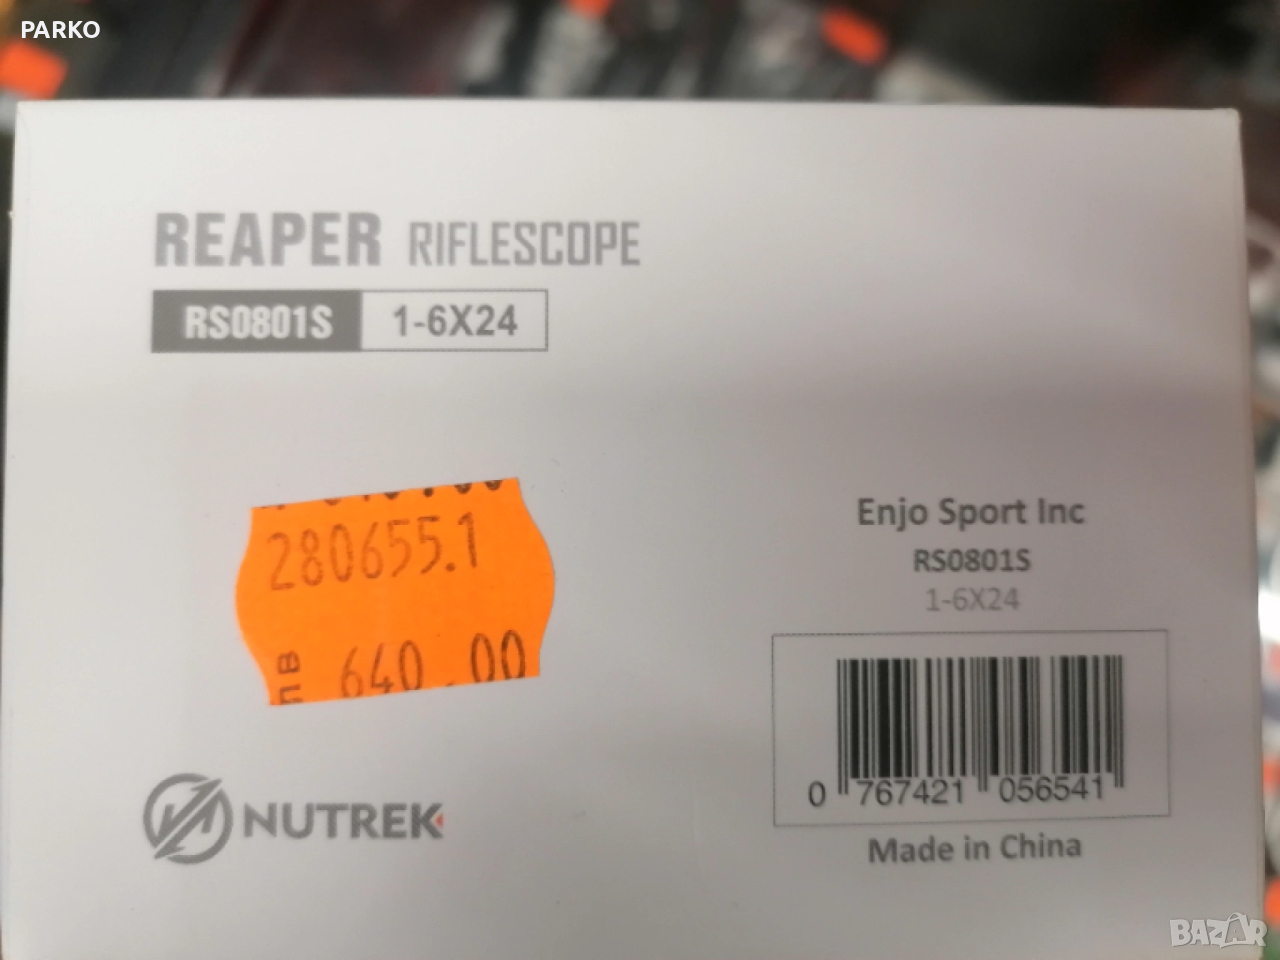 PARKO
REAPER RIFLESCOPE
RS0801S 1-6X24
280655.1
лв 640.00
NUTREK
Enjo Sport Inc
RS0801S
1-6X24
0 767421 056541
Made in China
BAZAR